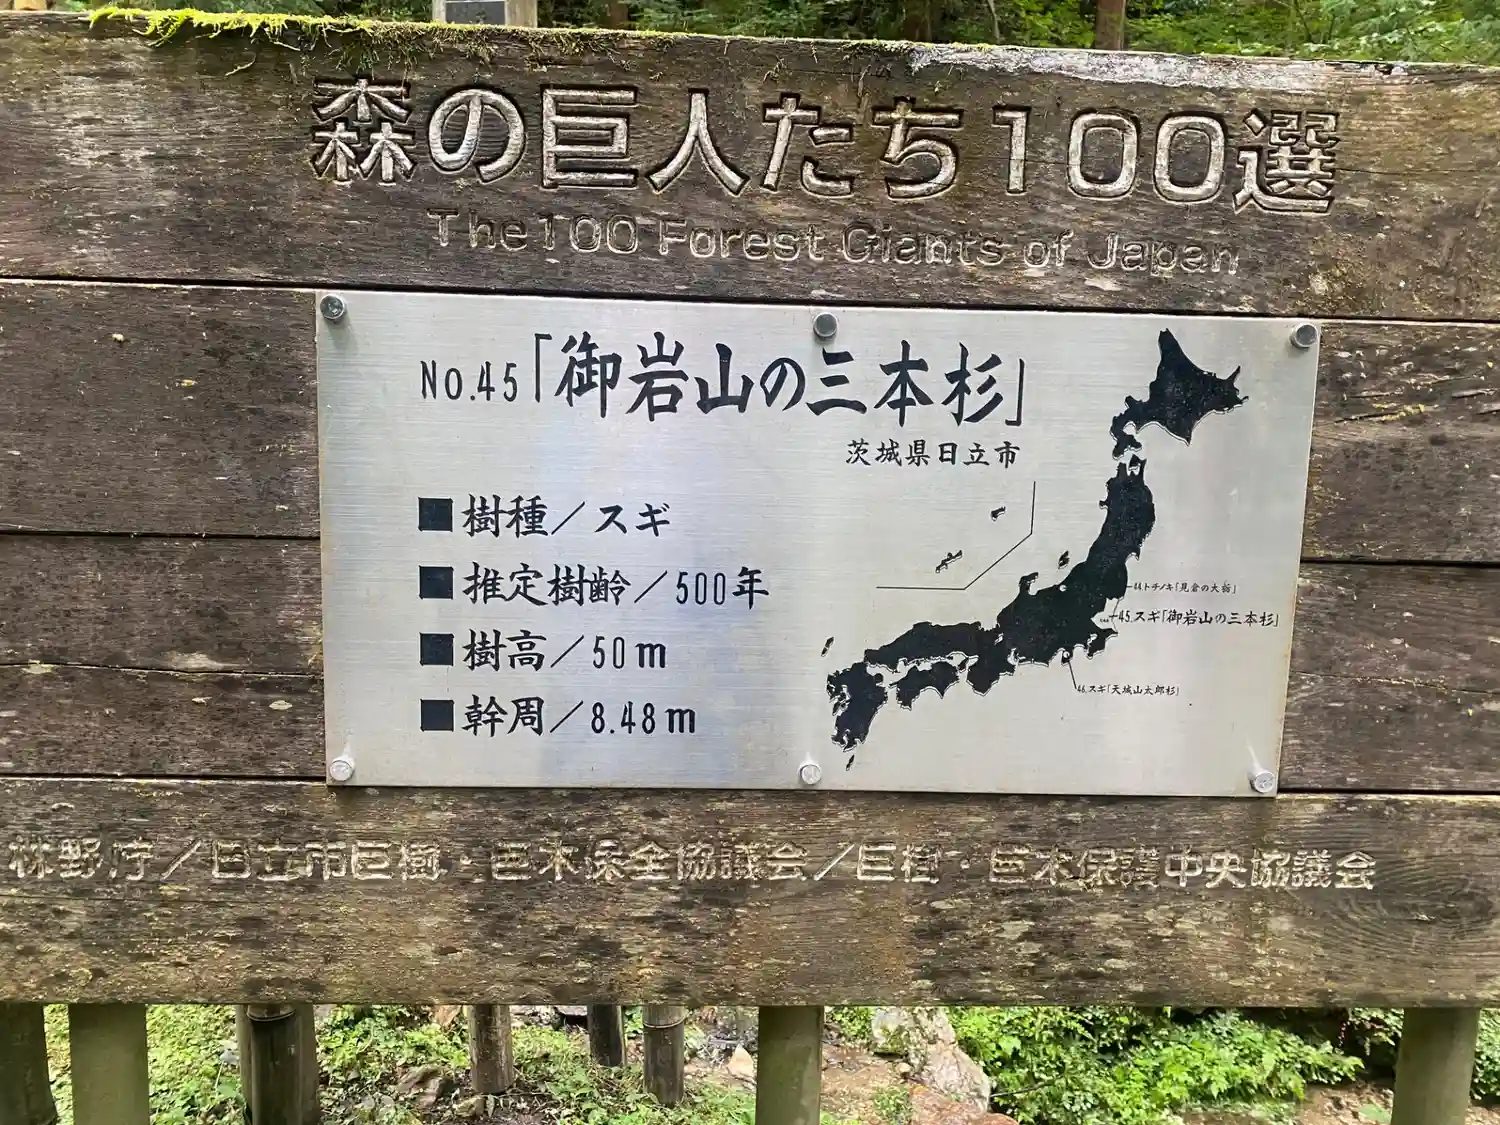 森の巨人たち100選
The 100 Forest Giants of Japan
No.45「御岩山の三本杉」
茨城県日立市
■樹種／スギ
■推定樹齢／500年
■樹高／50m
■幹周／8.48m
44.トチノキ「見倉の大栃」
45.スギ「御岩山の三本杉」
46.スギ「天城山太郎杉」
林野庁／日立市巨樹・巨木保全協議会／巨樹・巨木保護中央協議会